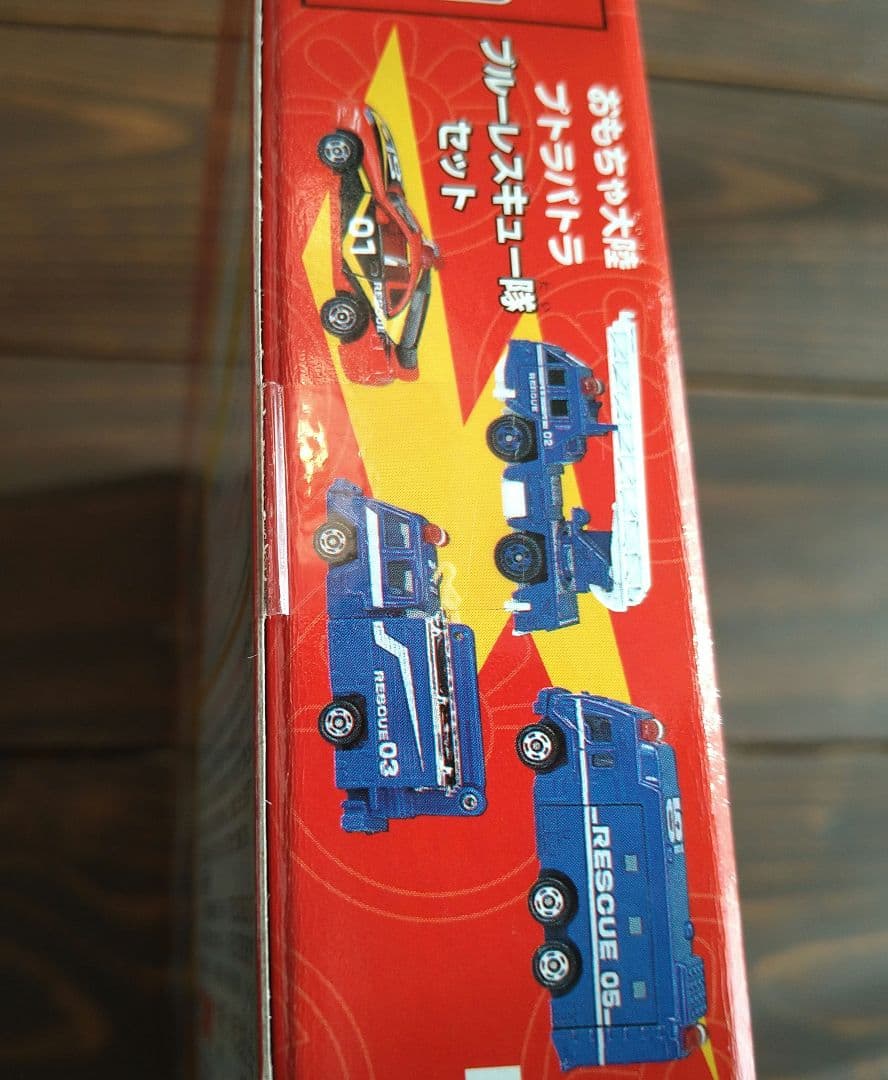 おもちゃ大陸
プトラパトラ
ブルーレスキュー隊
セット
01
RESCUE
RESCUE
02
RESCUE 03
RESCUE 05